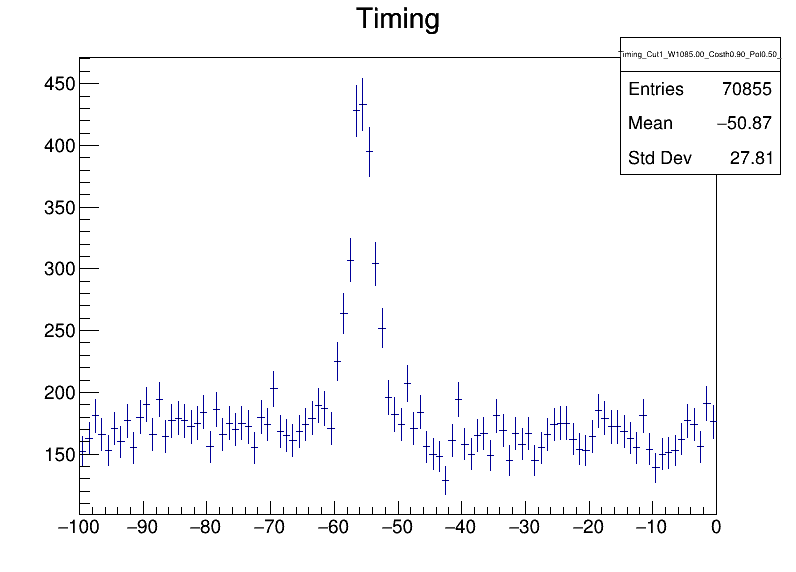 Timing
Timing_Cut1_W1085.00_Costh0.90_Pol0.50_
Entries 70855
Mean −50.87
Std Dev 27.81
450
400
350
300
250
200
150
−100 −90 −80 −70 −60 −50 −40 −30 −20 −10 0